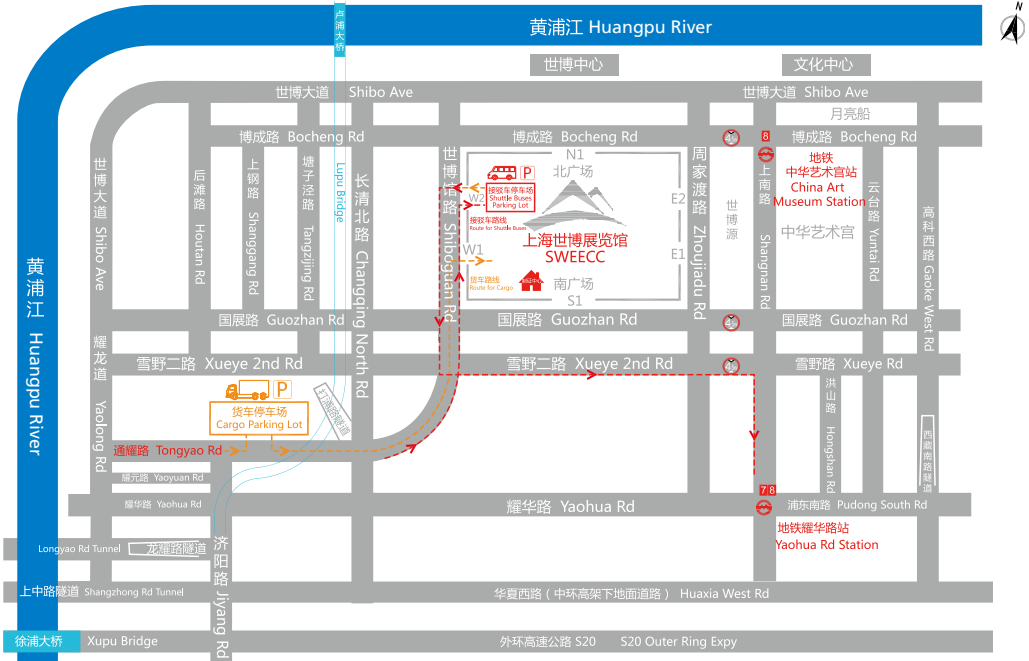 N
卢浦大桥
黄浦江 Huangpu River
世博中心
文化中心
世博大道 Shibo Ave
世博大道 Shibo Ave
月亮船
博成路 Bocheng Rd
博成路 Bocheng Rd
博成路 Bocheng Rd
8
地铁
中华艺术宫站
China Art
Museum Station
中华艺术宫
世博大道 Shibo Ave
后滩路 Houtan Rd
上钢路 Shanggang Rd
塘子泾路 Tangzijing Rd
Lupu Bridge
长清北路 Changqing North Rd
世博馆路 Shiboguan Rd
周家渡路 Zhoujiadu Rd
世博源
上南路 Shangnan Rd
云台路 Yuntai Rd
高科西路 Gaoke West Rd
N1
北广场
P
接驳车停车场
Shuttle Buses
Parking Lot
W2
E2
接驳车路线
Route for Shuttle Buses
上海世博展览馆
SWEECC
W1
E1
货车路线
Route for Cargo
南广场
S1
国展路 Guozhan Rd
国展路 Guozhan Rd
国展路 Guozhan Rd
黄浦江 Huangpu River
耀龙道 Yaolong Rd
雪野二路 Xueye 2nd Rd
雪野二路 Xueye 2nd Rd
雪野路 Xueye Rd
P
货车停车场
Cargo Parking Lot
打浦路隧道
洪山路 Hongshan Rd
西藏南路隧道
通耀路 Tongyao Rd
耀元路 Yaoyuan Rd
耀华路 Yaohua Rd
耀华路 Yaohua Rd
7 8
浦东南路 Pudong South Rd
地铁耀华路站
Yaohua Rd Station
Longyao Rd Tunnel
龙耀路隧道
济阳路 Jiyang Rd
上中路隧道 Shangzhong Rd Tunnel
华夏西路（中环高架下地面道路） Huaxia West Rd
徐浦大桥 Xupu Bridge
外环高速公路 S20 S20 Outer Ring Expy